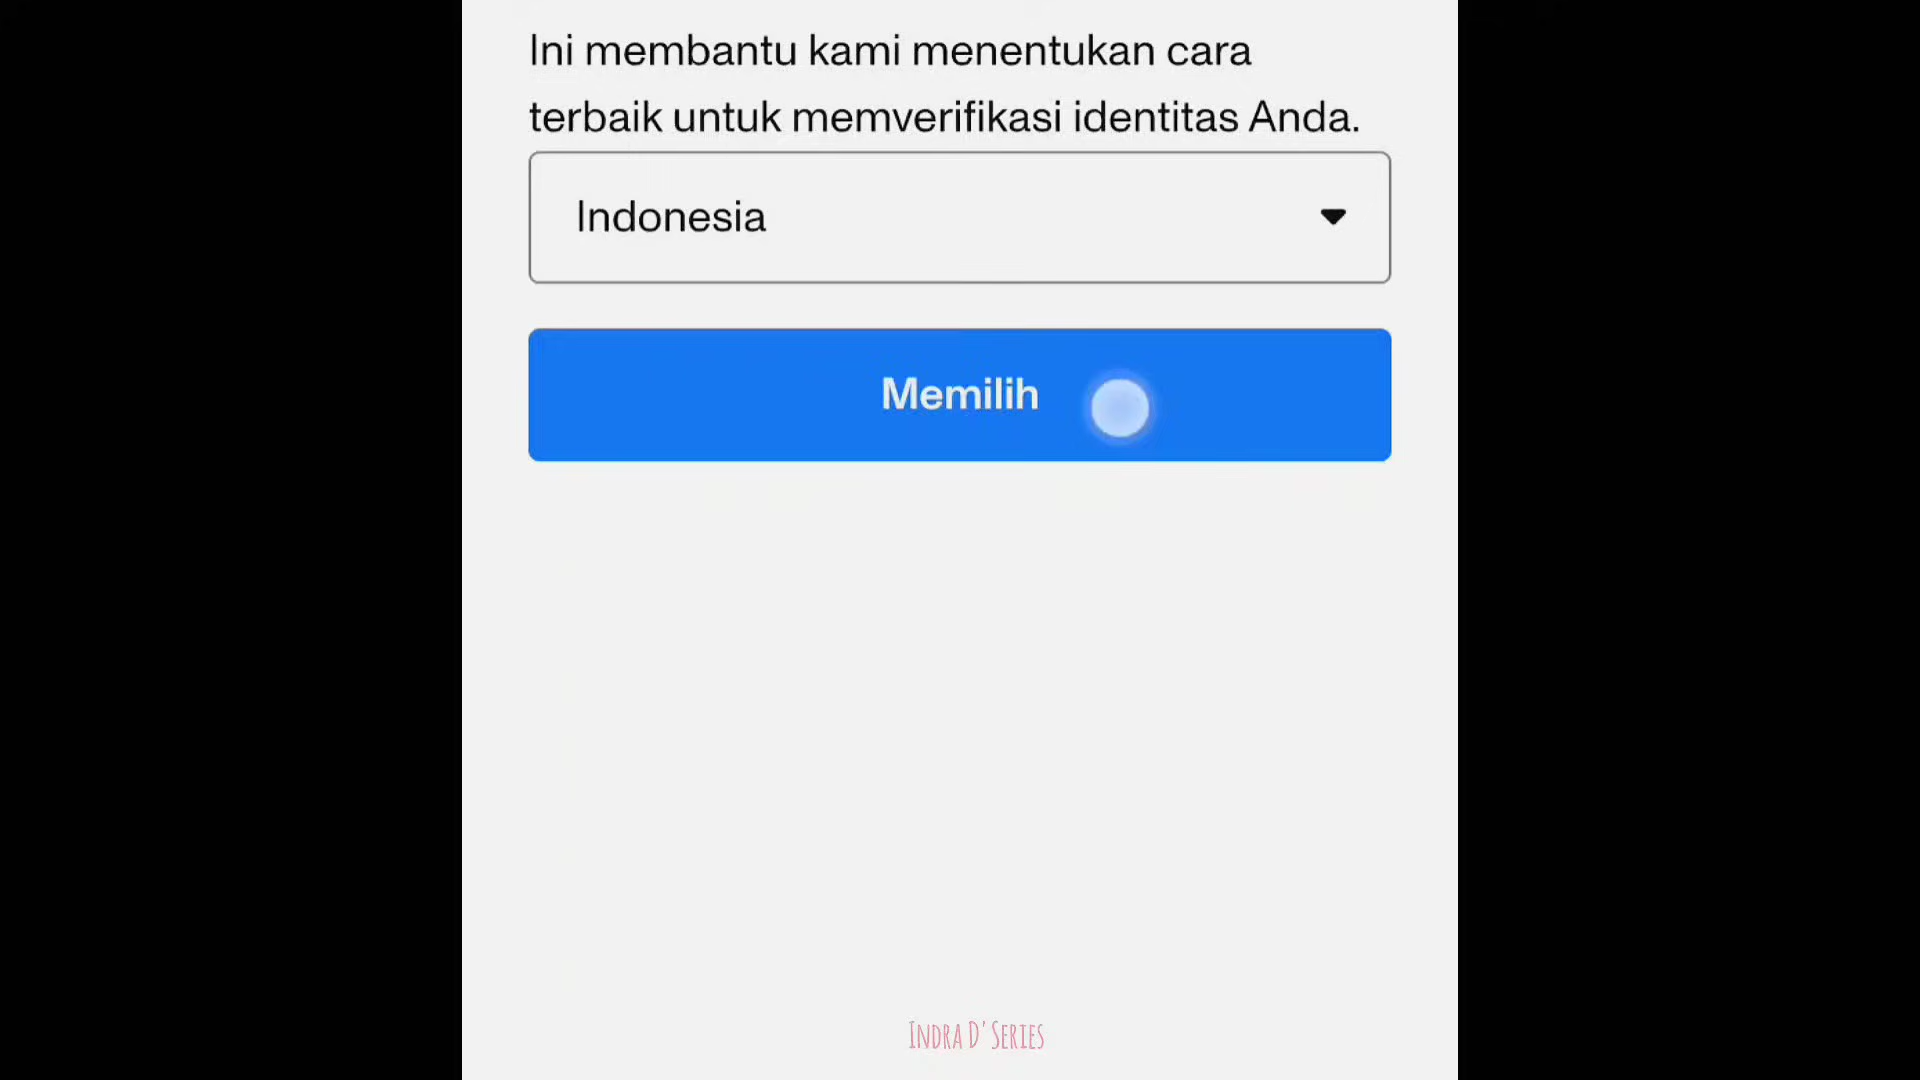 Ini membantu kami menentukan cara
terbaik untuk memverifikasi identitas Anda.
Indonesia
Memilih
INDRA D' SERIES